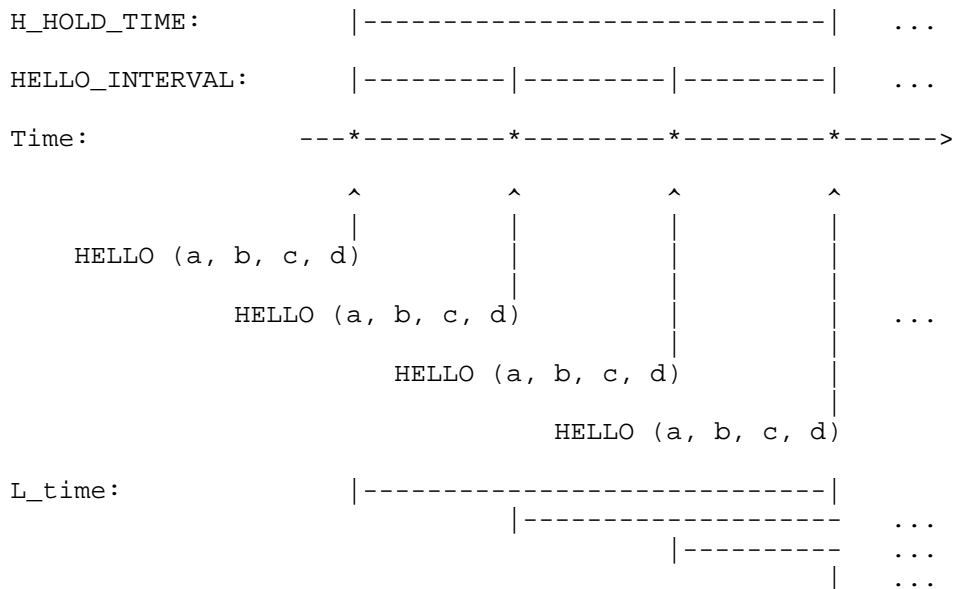 H_HOLD_TIME:            |-----------------------------|   ...
HELLO_INTERVAL:         |---------|---------|---------|   ...
Time:                ---*---------*---------*---------*------>
^         ^         ^         ^
|         |         |         |
HELLO (a, b, c, d)         |         |         |
|         |         |
HELLO (a, b, c, d)         |         |   ...
|         |
HELLO (a, b, c, d)         |
|
HELLO (a, b, c, d)
L_time:                 |-----------------------------|
|--------------------   ...
|----------   ...
|   ...